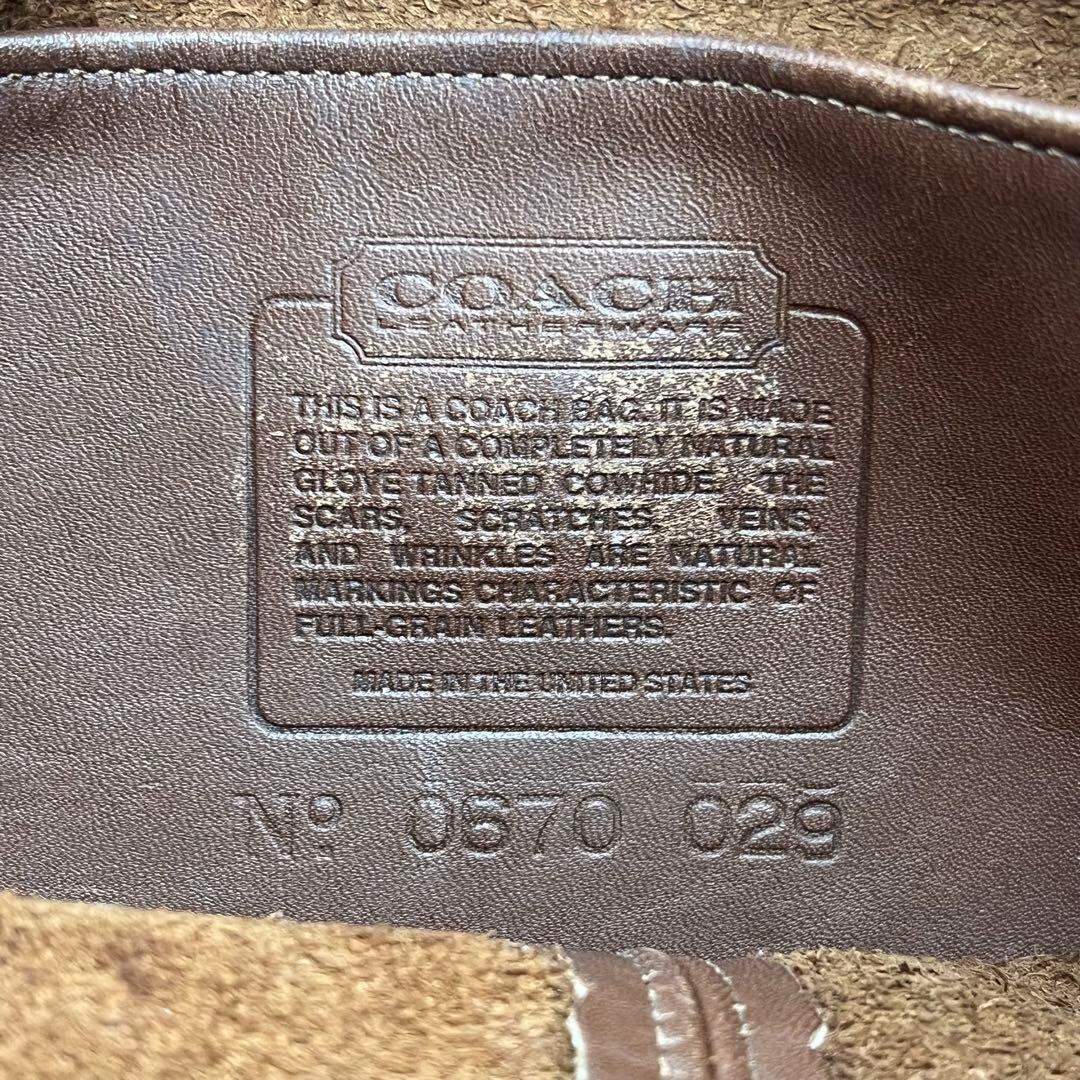 COACH
LEATHERWARE
THIS IS A COACH BAG. IT IS MADE
OUT OF A COMPLETELY NATURAL
GLOVE TANNED COWHIDE. THE
SCARS, SCRATCHES, VEINS,
AND WRINKLES ARE NATURAL
MARKINGS CHARACTERISTIC OF
FULL-GRAIN LEATHERS.
MADE IN THE UNITED STATES
Nº 0670 029